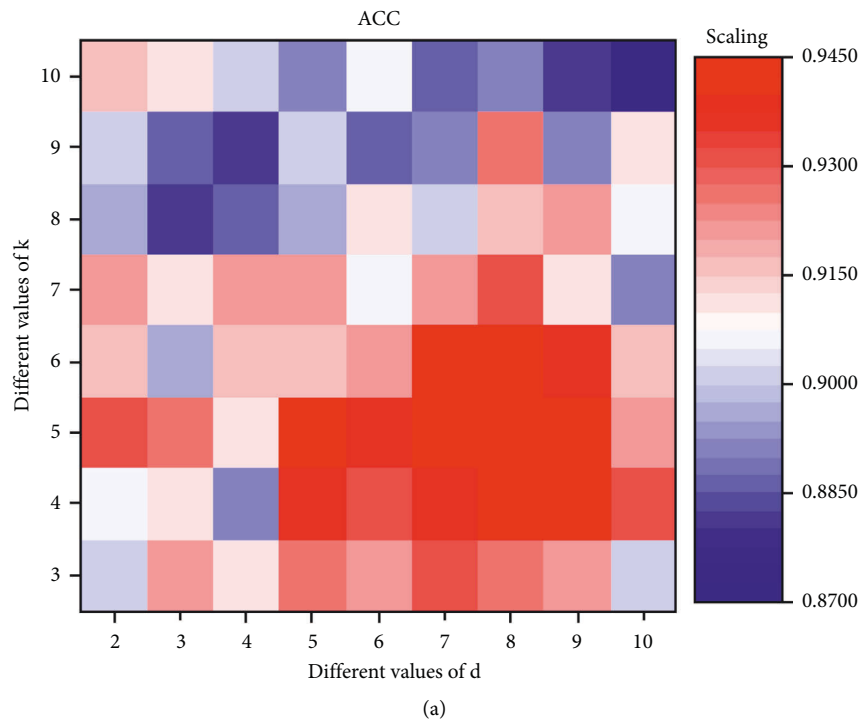 ACC
Scaling
10
9
8
7
6
5
4
3
Different values of k
2 3 4 5 6 7 8 9 10
Different values of d
0.9450
0.9300
0.9150
0.9000
0.8850
0.8700
(a)